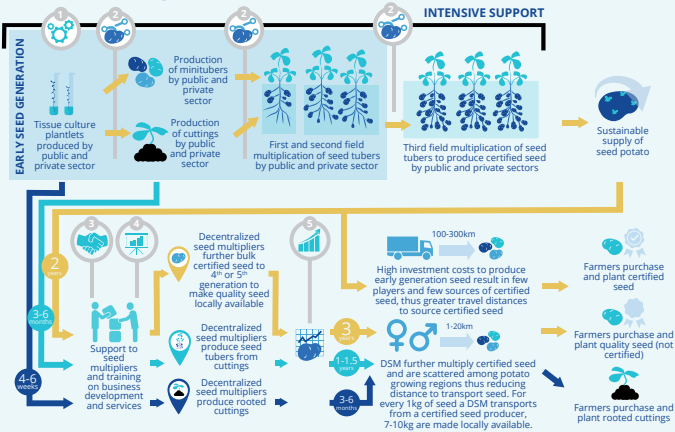 INTENSIVE SUPPORT
1
2
2
2
EARLY SEED GENERATION
Tissue culture
plantlets
produced by
public and
private sector
Production
of minitubers
by public and
private
sector
Production
of cuttings
by public
and private
sector
First and second field
multiplication of seed tubers
by public and private sector
Third field multiplication of seed
tubers to produce certified seed
by public and private sectors
Sustainable
supply of
seed potato
3
4
5
2
years
3-6
months
4-6
weeks
Support to
seed
multipliers
and training
on business
development
and services
Decentralized
seed multipliers
further bulk
certified seed to
4th or 5th
generation to
make quality seed
locally available
Decentralized
seed multipliers
produce seed
tubers from
cuttings
Decentralized
seed multipliers
produce rooted
cuttings
3
years
1-1.5
years
3-6
months
100-300km
High investment costs to produce
early generation seed result in few
players and few sources of certified
seed, thus greater travel distances
to source certified seed
1-20km
DSM further multiply certified seed
and are scattered among potato
growing regions thus reducing
distance to transport seed. For
every 1kg of seed a DSM transports
from a certified seed producer,
7-10kg are made locally available.
Farmers purchase
and plant certified
seed
Farmers purchase and
plant quality seed (not
certified)
Farmers purchase and
plant rooted cuttings